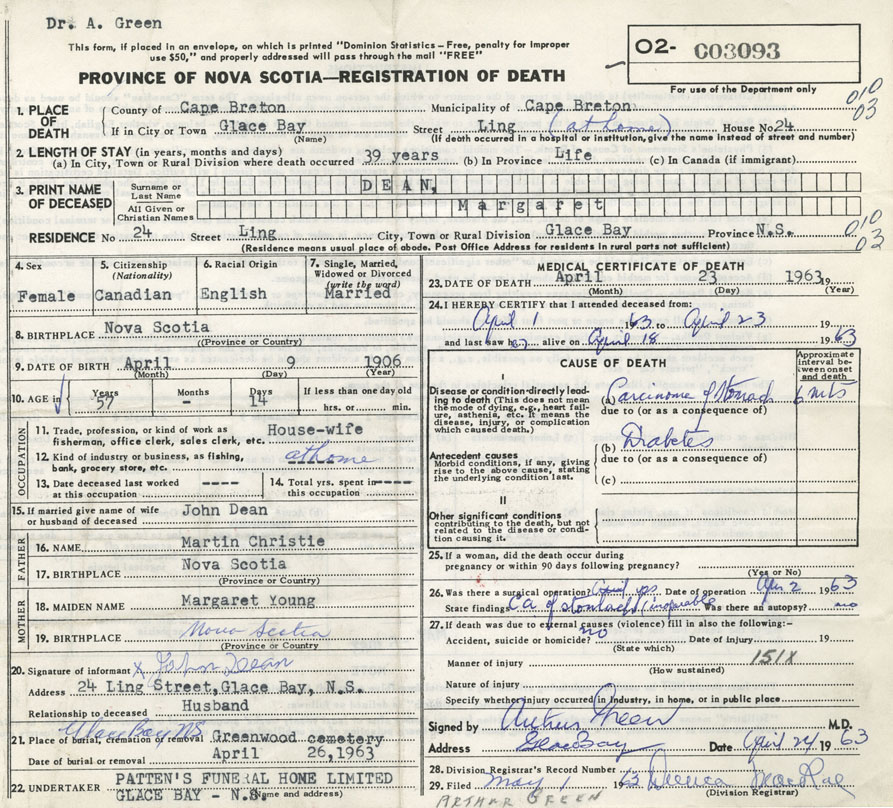 Dr. A. Green
This form, if placed in an envelope, on which is printed "Dominion Statistics – Free, penalty for improper
use $50," and properly addressed will pass through the mail "FREE"
PROVINCE OF NOVA SCOTIA—REGISTRATION OF DEATH
O2- C03093
For use of the Department only
010
03
1. PLACE OF DEATH
County of Cape Breton Municipality of Cape Breton
If in City or Town Glace Bay Street Ling (at home) House No. 24
(Name) (If death occurred in a hospital or institution, give the name instead of street and number)
2. LENGTH OF STAY (in years, months and days)
(a) In City, Town or Rural Division where death occurred 39 years (b) In Province Life (c) In Canada (if immigrant)
3. PRINT NAME OF DECEASED
Surname or Last Name DEAN,
All Given or Christian Names Margaret
RESIDENCE No 24 Street Ling City, Town or Rural Division Glace Bay Province N.S.
(Residence means usual place of abode. Post Office Address for residents in rural parts not sufficient)
010
03
4. Sex
Female
5. Citizenship
(Nationality)
Canadian
6. Racial Origin
English
7. Single, Married,
Widowed or Divorced
(write the word)
Married
8. BIRTHPLACE Nova Scotia
(Province or Country)
9. DATE OF BIRTH April 9 1906
(Month) (Day) (Year)
10. AGE in
Years Months Days If less than one day old
57 - 14 hrs. or min.
OCCUPATION
11. Trade, profession, or kind of work as
fisherman, office clerk, sales clerk, etc. House-wife
12. Kind of industry or business, as fishing,
bank, grocery store, etc. at home
13. Date deceased last worked
at this occupation ----
14. Total yrs. spent in
this occupation -----
15. If married give name of wife
or husband of deceased John Dean
FATHER
16. NAME Martin Christie
17. BIRTHPLACE Nova Scotia
(Province or Country)
MOTHER
18. MAIDEN NAME Margaret Young
19. BIRTHPLACE Nova Scotia
(Province or Country)
20. Signature of informant x John Dean
Address 24 Ling Street, Glace Bay, N.S.
Relationship to deceased Husband
Glace Bay NS
21. Place of burial, cremation or removal Greenwood cemetery
Date of burial or removal April 26, 1963
22. UNDERTAKER PATTEN'S FUNERAL HOME LIMITED
GLACE BAY - N.S. (Name and address)
MEDICAL CERTIFICATE OF DEATH
23. DATE OF DEATH April 23 1963 19
(Month) (Day) (Year)
24. I HEREBY CERTIFY that I attended deceased from:
April 1 1963 to April 23 19
and last saw alive on April 18 1963
CAUSE OF DEATH
Approximate
interval be-
tween onset
and death
I
Disease or condition directly lead-
ing to death (This does not mean
the mode of dying, e.g., heart fail-
ure, asthenia, etc. It means the
disease, injury, or complication
which caused death.)
(a) Carcinoma of Stomach 6 mts
due to (or as a consequence of)
Antecedent causes
Morbid conditions, if any, giving
rise to the above cause, stating
the underlying condition last.
(b) Diabetes
due to (or as a consequence of)
(c)
II
Other significant conditions
contributing to the death, but not
related to the disease or condi-
tion causing it.
25. If a woman, did the death occur during
pregnancy or within 90 days following pregnancy?
(Yes or No)
26. Was there a surgical operation? yes Date of operation Apr 2 1963
State findings Ca of stomach (inoperable Was there an autopsy? no
27. If death was due to external causes (violence) fill in also the following:–
Accident, suicide or homicide? no Date of injury 19
(State which)
Manner of injury 151X
(How sustained)
Nature of injury
Specify whether injury occurred in Industry, in home, or in public place
Signed by Arthur Green M.D.
Address Glace Bay Date April 24 1963
28. Division Registrar's Record Number
29. Filed May 1 1963 MacRae
(Division Registrar)
ARTHUR GREEN